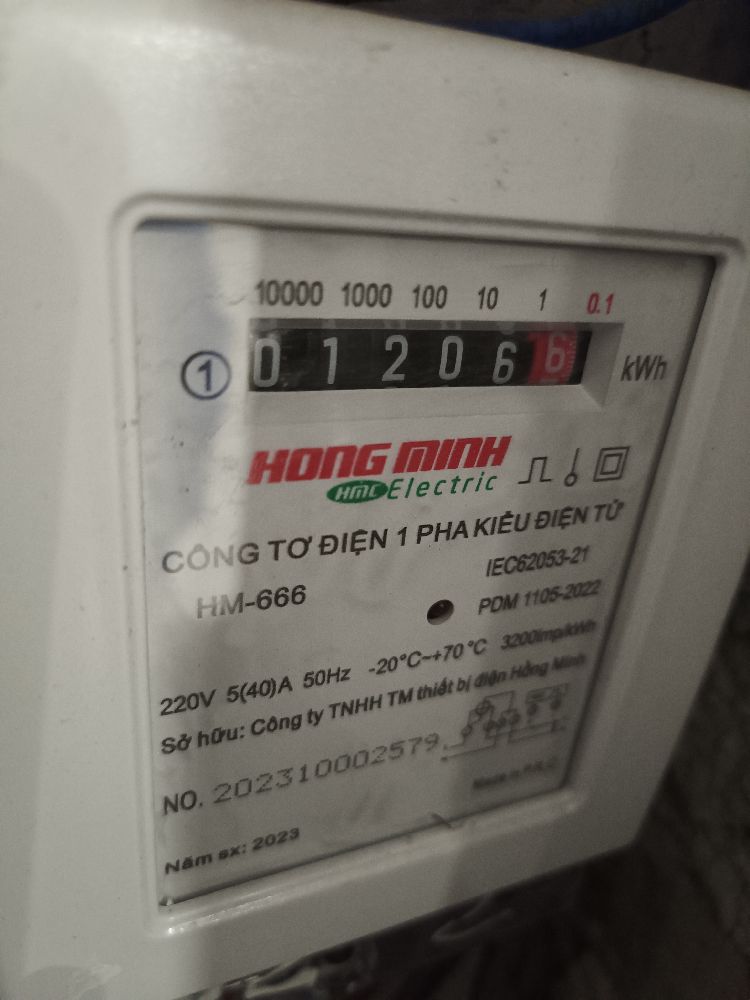 10000 1000 100 10 1 0.1
1 0 1 2 0 6 6 kWh
HONG MINH
HMC Electric
CÔNG TƠ ĐIỆN 1 PHA KIỂU ĐIỆN TỬ
HM-666
IEC62053-21
PDM 1105-2022
220V 5(40)A 50Hz -20°C~+70°C 3200imp/kWh
Sở hữu: Công ty TNHH TM thiết bị điện Hồng Minh
NO. 202310002579
Made in P.R.C
Năm sx: 2023